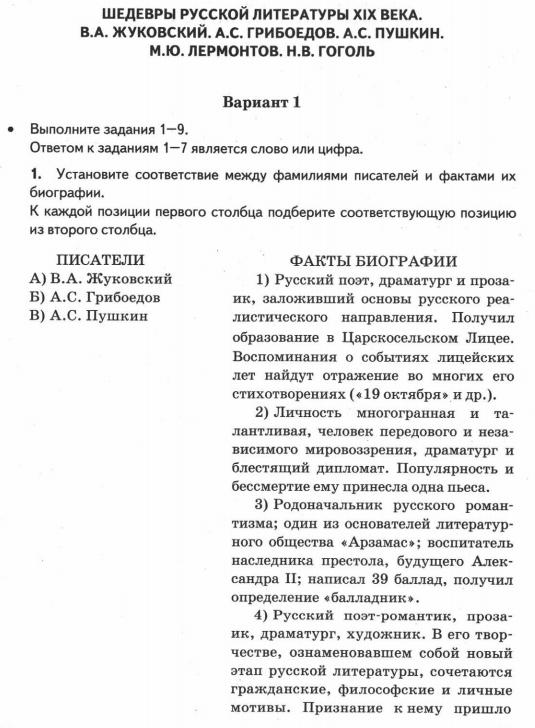 ШЕДЕВРЫ РУССКОЙ ЛИТЕРАТУРЫ XIX ВЕКА.
В.А. ЖУКОВСКИЙ. А.С. ГРИБОЕДОВ. А.С. ПУШКИН.
М.Ю. ЛЕРМОНТОВ. Н.В. ГОГОЛЬ
Вариант 1
• Выполните задания 1–9.
Ответом к заданиям 1–7 является слово или цифра.
1. Установите соответствие между фамилиями писателей и фактами их
биографии.
К каждой позиции первого столбца подберите соответствующую позицию
из второго столбца.
ПИСАТЕЛИ
А) В.А. Жуковский
Б) А.С. Грибоедов
В) А.С. Пушкин
ФАКТЫ БИОГРАФИИ
1) Русский поэт, драматург и проза-
ик, заложивший основы русского реа-
листического направления. Получил
образование в Царскосельском Лицее.
Воспоминания о событиях лицейских
лет найдут отражение во многих его
стихотворениях («19 октября» и др.).
2) Личность многогранная и та-
лантливая, человек передового и неза-
висимого мировоззрения, драматург и
блестящий дипломат. Популярность и
бессмертие ему принесла одна пьеса.
3) Родоначальник русского роман-
тизма; один из основателей литератур-
ного общества «Арзамас»; воспитатель
наследника престола, будущего Алек-
сандра II; написал 39 баллад, получил
определение «балладник».
4) Русский поэт-романтик, проза-
ик, драматург, художник. В его твор-
честве, ознаменовавшем собой новый
этап русской литературы, сочетаются
гражданские, философские и личные
мотивы. Признание к нему пришло